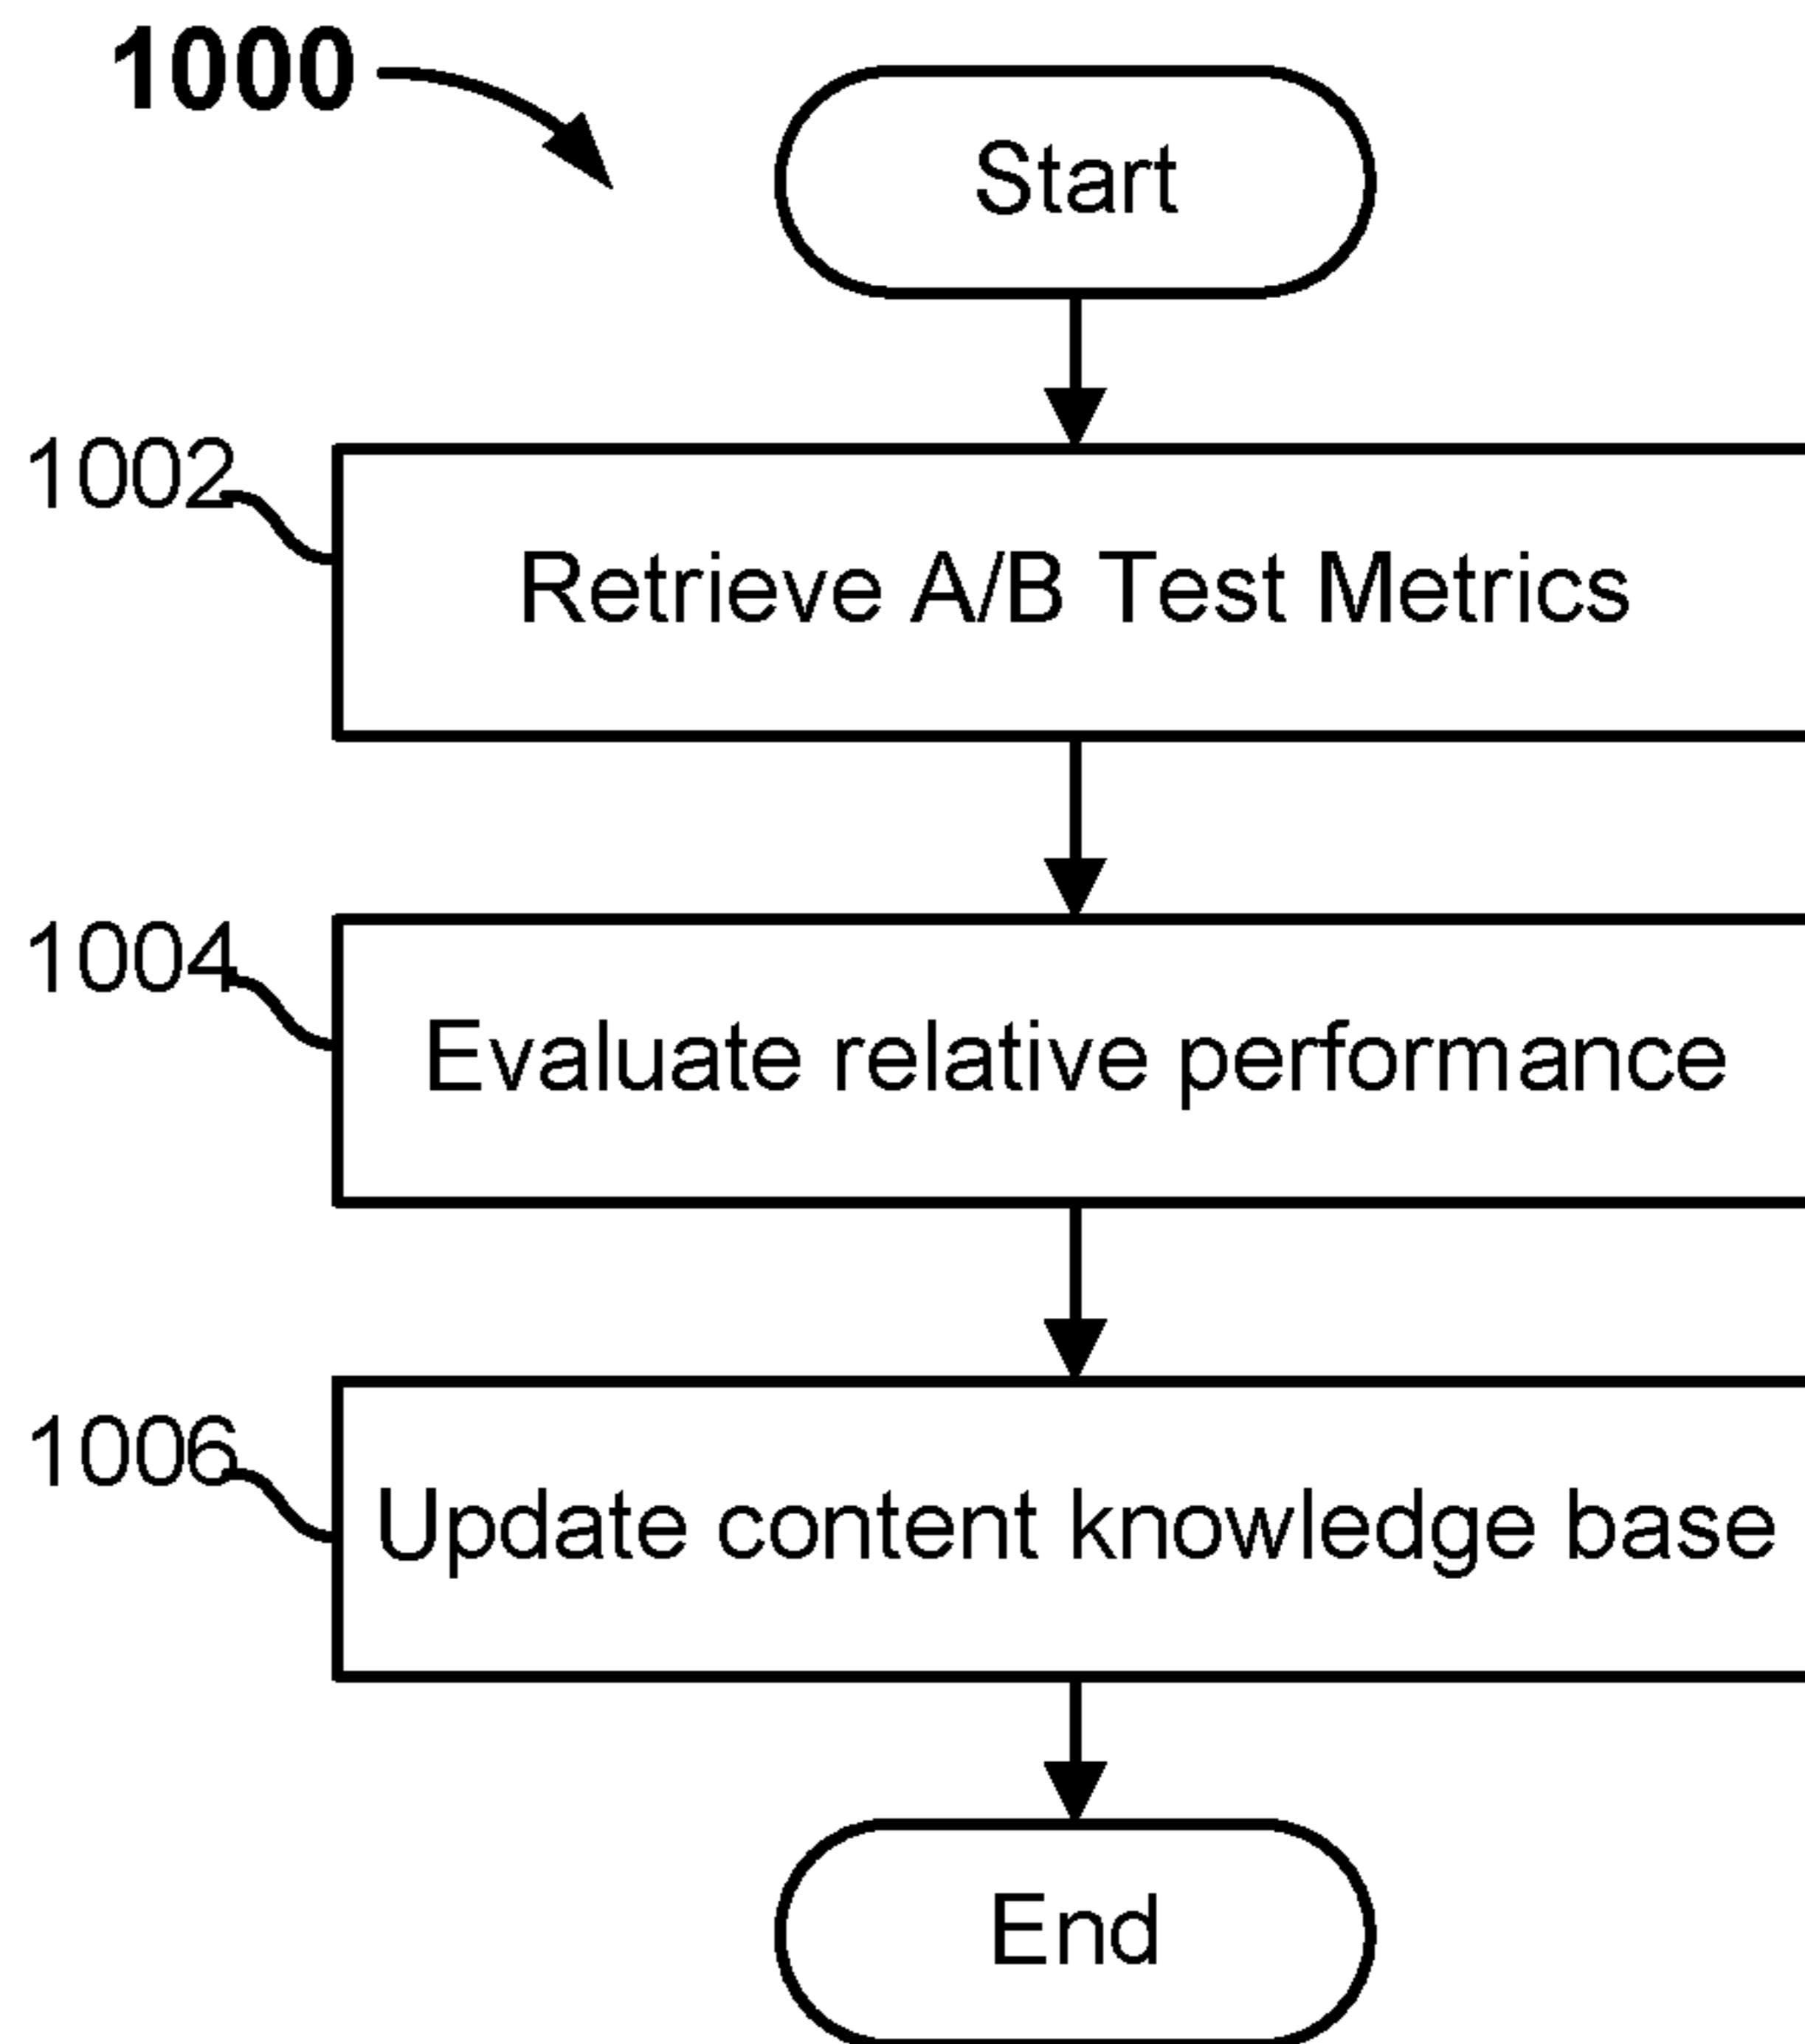 1000
Start
1002
Retrieve A/B Test Metrics
1004
Evaluate relative performance
1006
Update content knowledge base
End